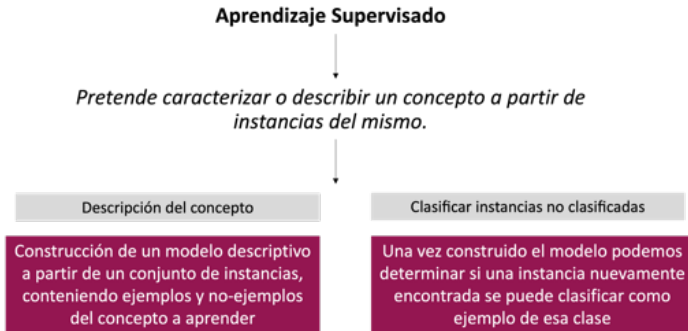 Aprendizaje Supervisado
Pretende caracterizar o describir un concepto a partir de
instancias del mismo.
Descripción del concepto
Construcción de un modelo descriptivo
a partir de un conjunto de instancias,
conteniendo ejemplos y no-ejemplos
del concepto a aprender
Clasificar instancias no clasificadas
Una vez construido el modelo podemos
determinar si una instancia nuevamente
encontrada se puede clasificar como
ejemplo de esa clase